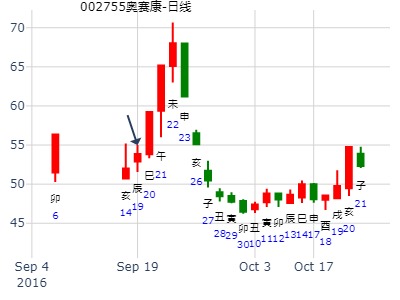 002755奥赛康-日线
70
65
60
55
50
45
卯
6
亥
14
辰
19
巳
20
午
21
未
22
申
23
亥
26
子
27
丑
28
寅
29
卯
30
丑
10
寅
11
卯
12
辰
13
巳
14
申
17
酉
18
戌
19
亥
20
子
21
Sep 4
2016
Sep 19
Oct 3
Oct 17